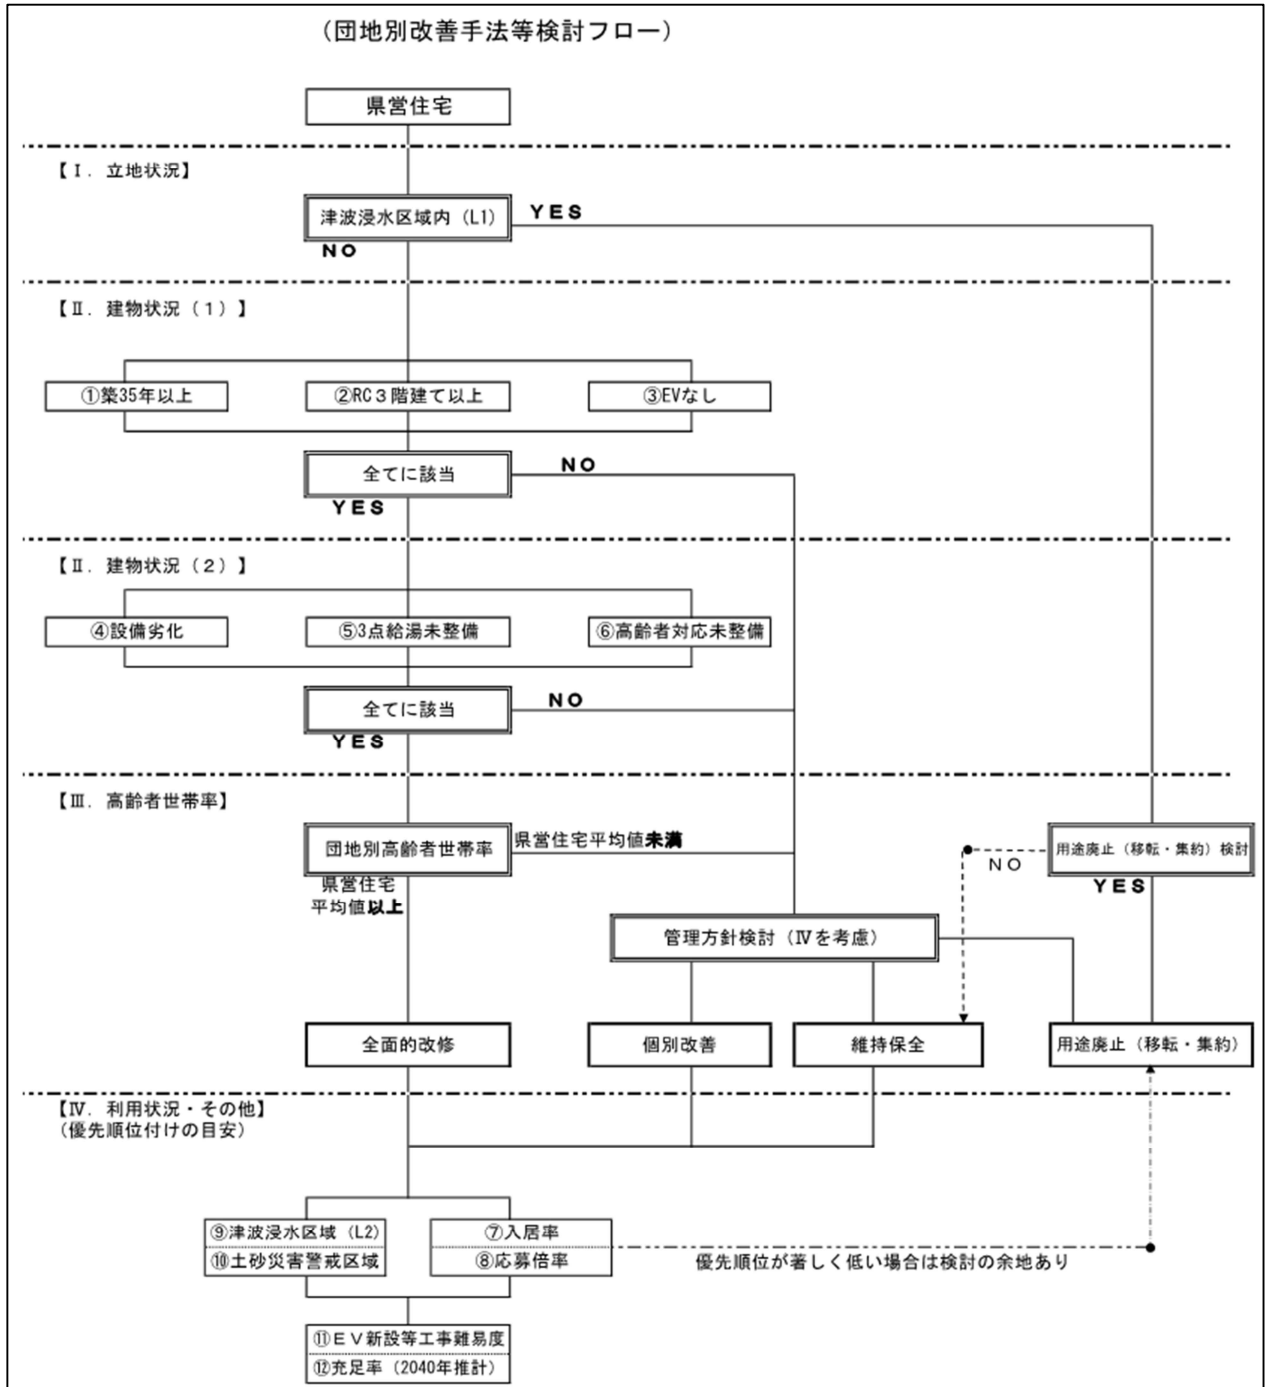 （団地別改善手法等検討フロー）
県営住宅
【Ⅰ．立地状況】
津波浸水区域内（L1）
ＹＥＳ
ＮＯ
【Ⅱ．建物状況（１）】
①築35年以上
②RC３階建て以上
③EVなし
全てに該当
ＮＯ
ＹＥＳ
【Ⅱ．建物状況（２）】
④設備劣化
⑤3点給湯未整備
⑥高齢者対応未整備
全てに該当
ＮＯ
ＹＥＳ
【Ⅲ．高齢者世帯率】
団地別高齢者世帯率
県営住宅平均値未満
県営住宅
平均値以上
用途廃止（移転・集約）検討
ＮＯ
ＹＥＳ
管理方針検討（Ⅳを考慮）
全面的改修
個別改善
維持保全
用途廃止（移転・集約）
【Ⅳ．利用状況・その他】
（優先順位付けの目安）
⑨津波浸水区域（L2）
⑩土砂災害警戒区域
⑦入居率
⑧応募倍率
優先順位が著しく低い場合は検討の余地あり
⑪ＥＶ新設等工事難易度
⑫充足率（2040年推計）